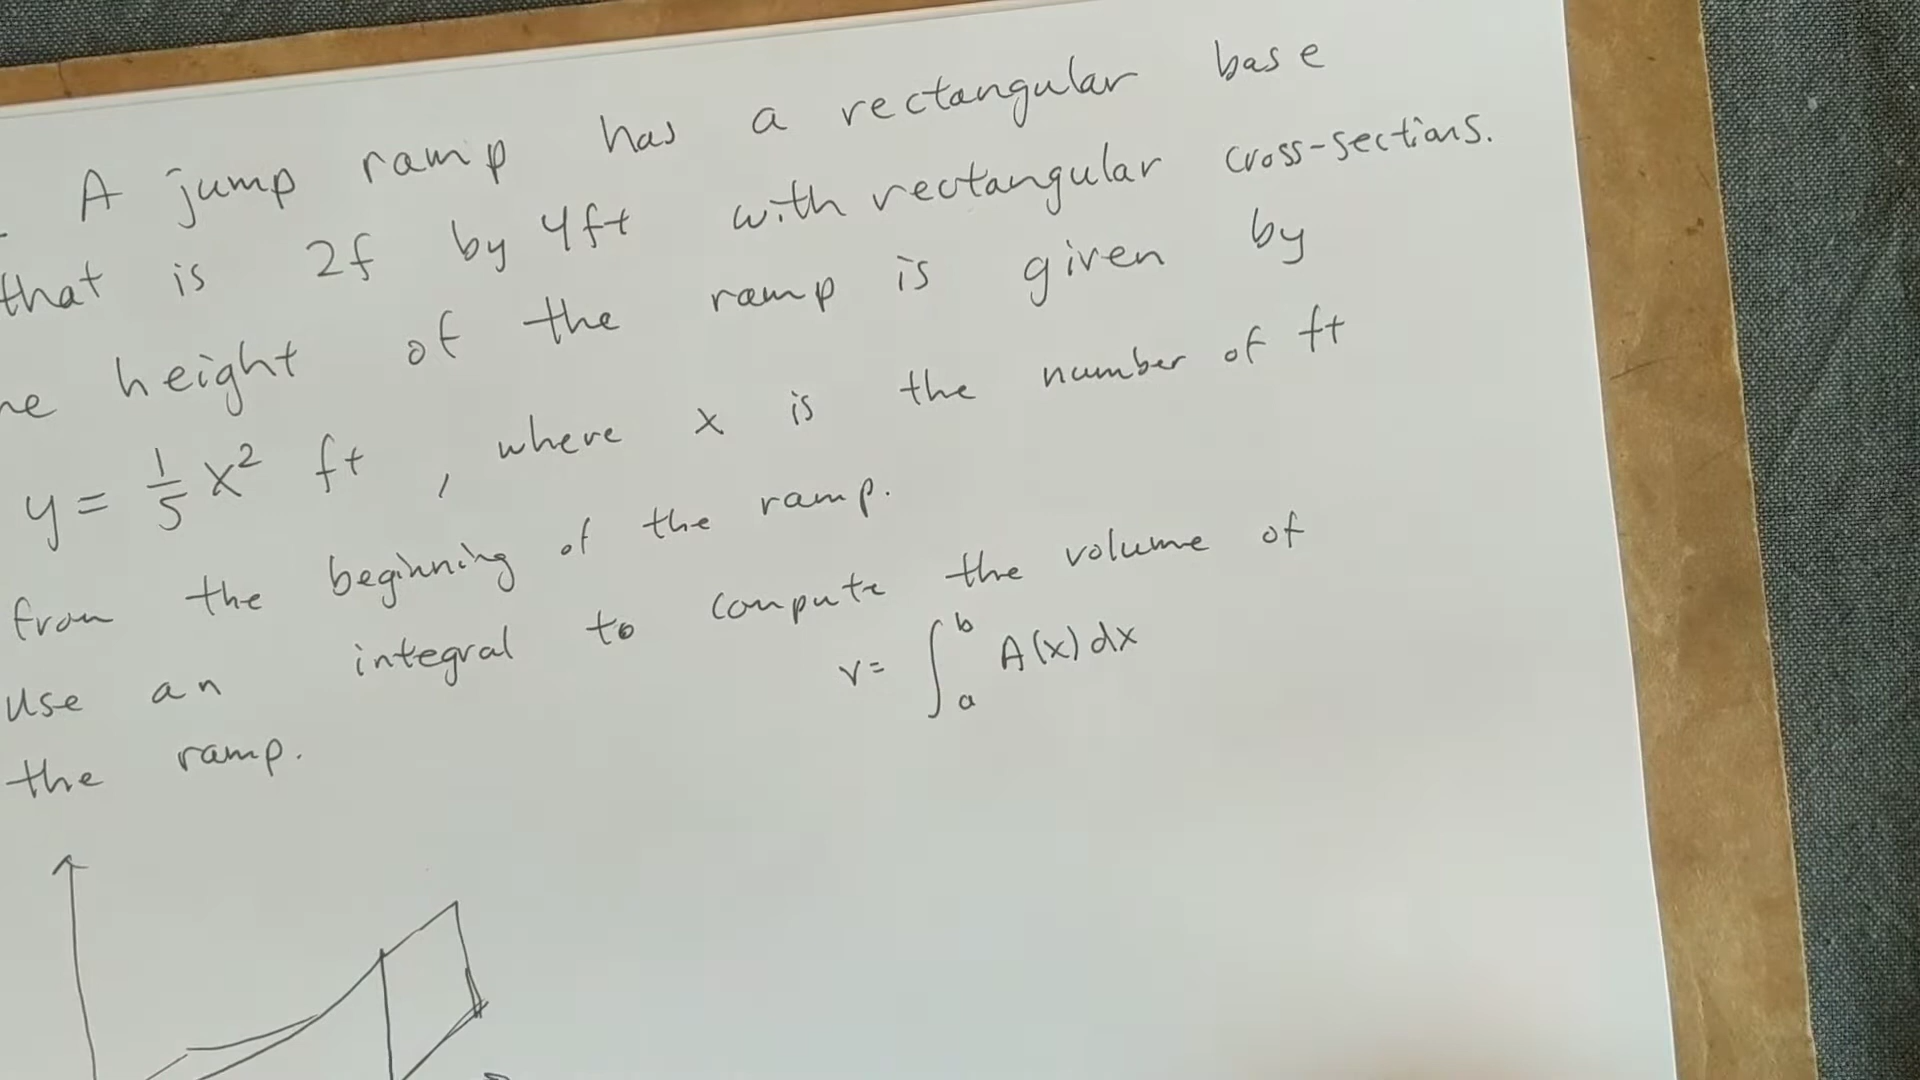 A jump ramp has a rectangular base
that is 2f by 4ft with rectangular cross-sections.
height of the ramp is given by
y = 1/5 x² ft, where x is the number of ft
from the beginning of the ramp.
use an integral to compute the volume of
the ramp.
V = ∫_a^b A(x) dx